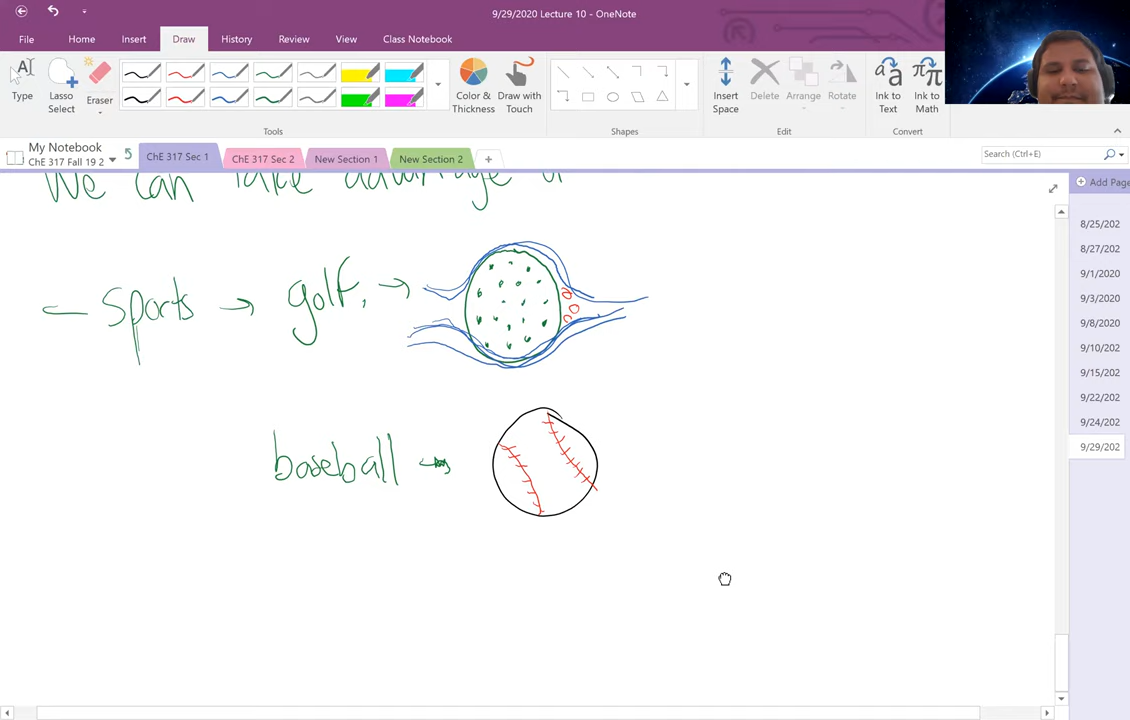 9/29/2020 Lecture 10 - OneNote
File Home Insert Draw History Review View Class Notebook
Type
Lasso Select
Eraser
Color & Thickness
Draw with Touch
Insert Space
Delete
Arrange
Rotate
Ink to Text
Ink to Math
Tools
Shapes
Edit
Convert
My Notebook
ChE 317 Fall 19 2
ChE 317 Sec 1
ChE 317 Sec 2
New Section 1
New Section 2
Search (Ctrl+E)
Add Page
8/25/202
8/27/202
9/1/2020
9/3/2020
9/8/2020
9/10/202
9/15/202
9/22/202
9/24/202
9/29/202
We can take advantage
— Sports → golf, →
baseball →